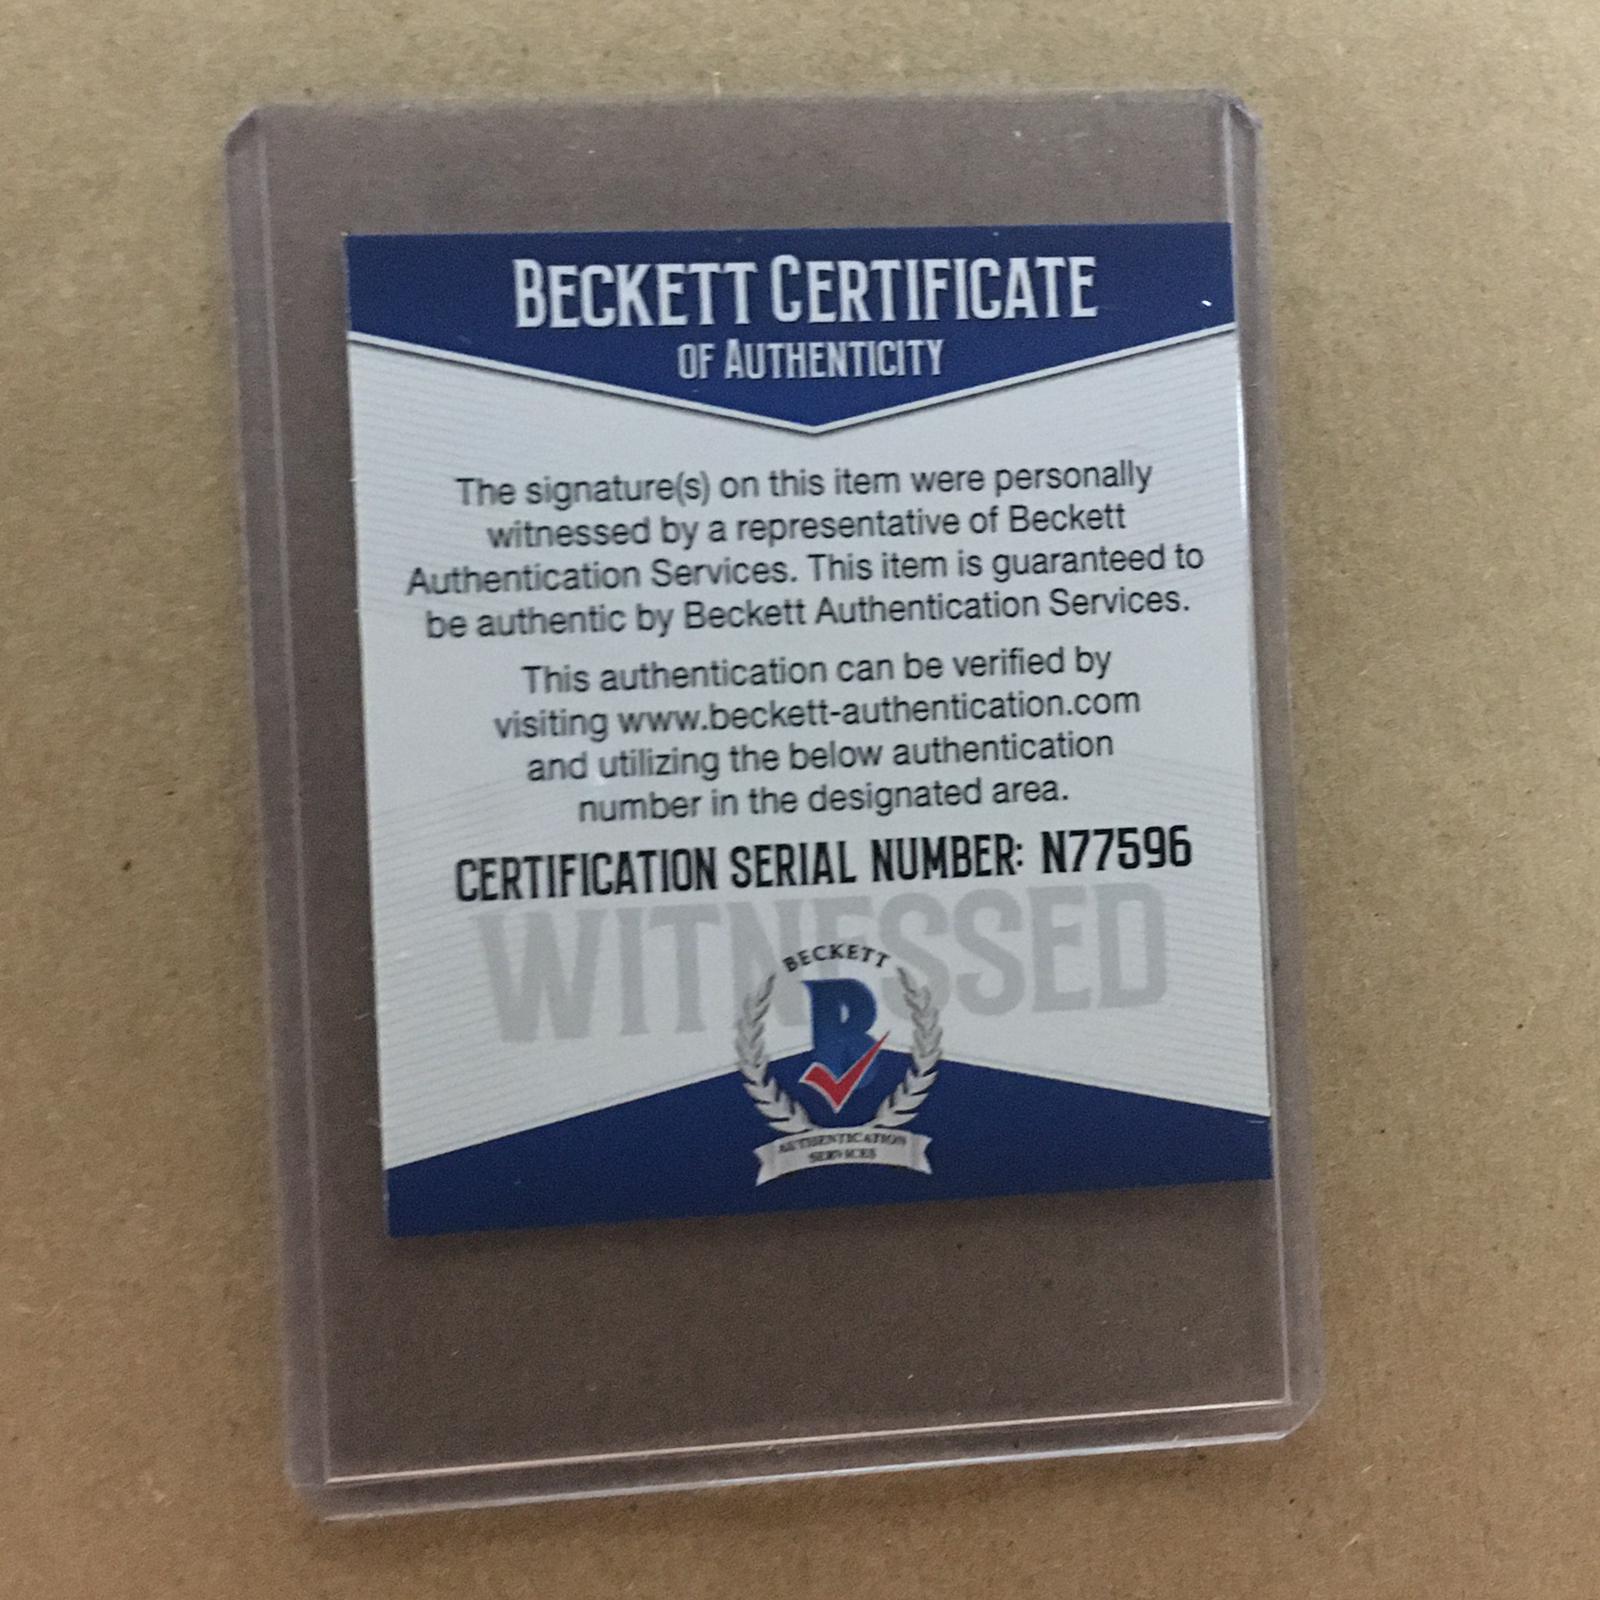 BECKETT CERTIFICATE
OF AUTHENTICITY
The signature(s) on this item were personally
witnessed by a representative of Beckett
Authentication Services. This item is guaranteed to
be authentic by Beckett Authentication Services.
This authentication can be verified by
visiting www.beckett-authentication.com
and utilizing the below authentication
number in the designated area.
CERTIFICATION SERIAL NUMBER: N77596
WITNESSED
BECKETT
B
AUTHENTICATION
SERVICES